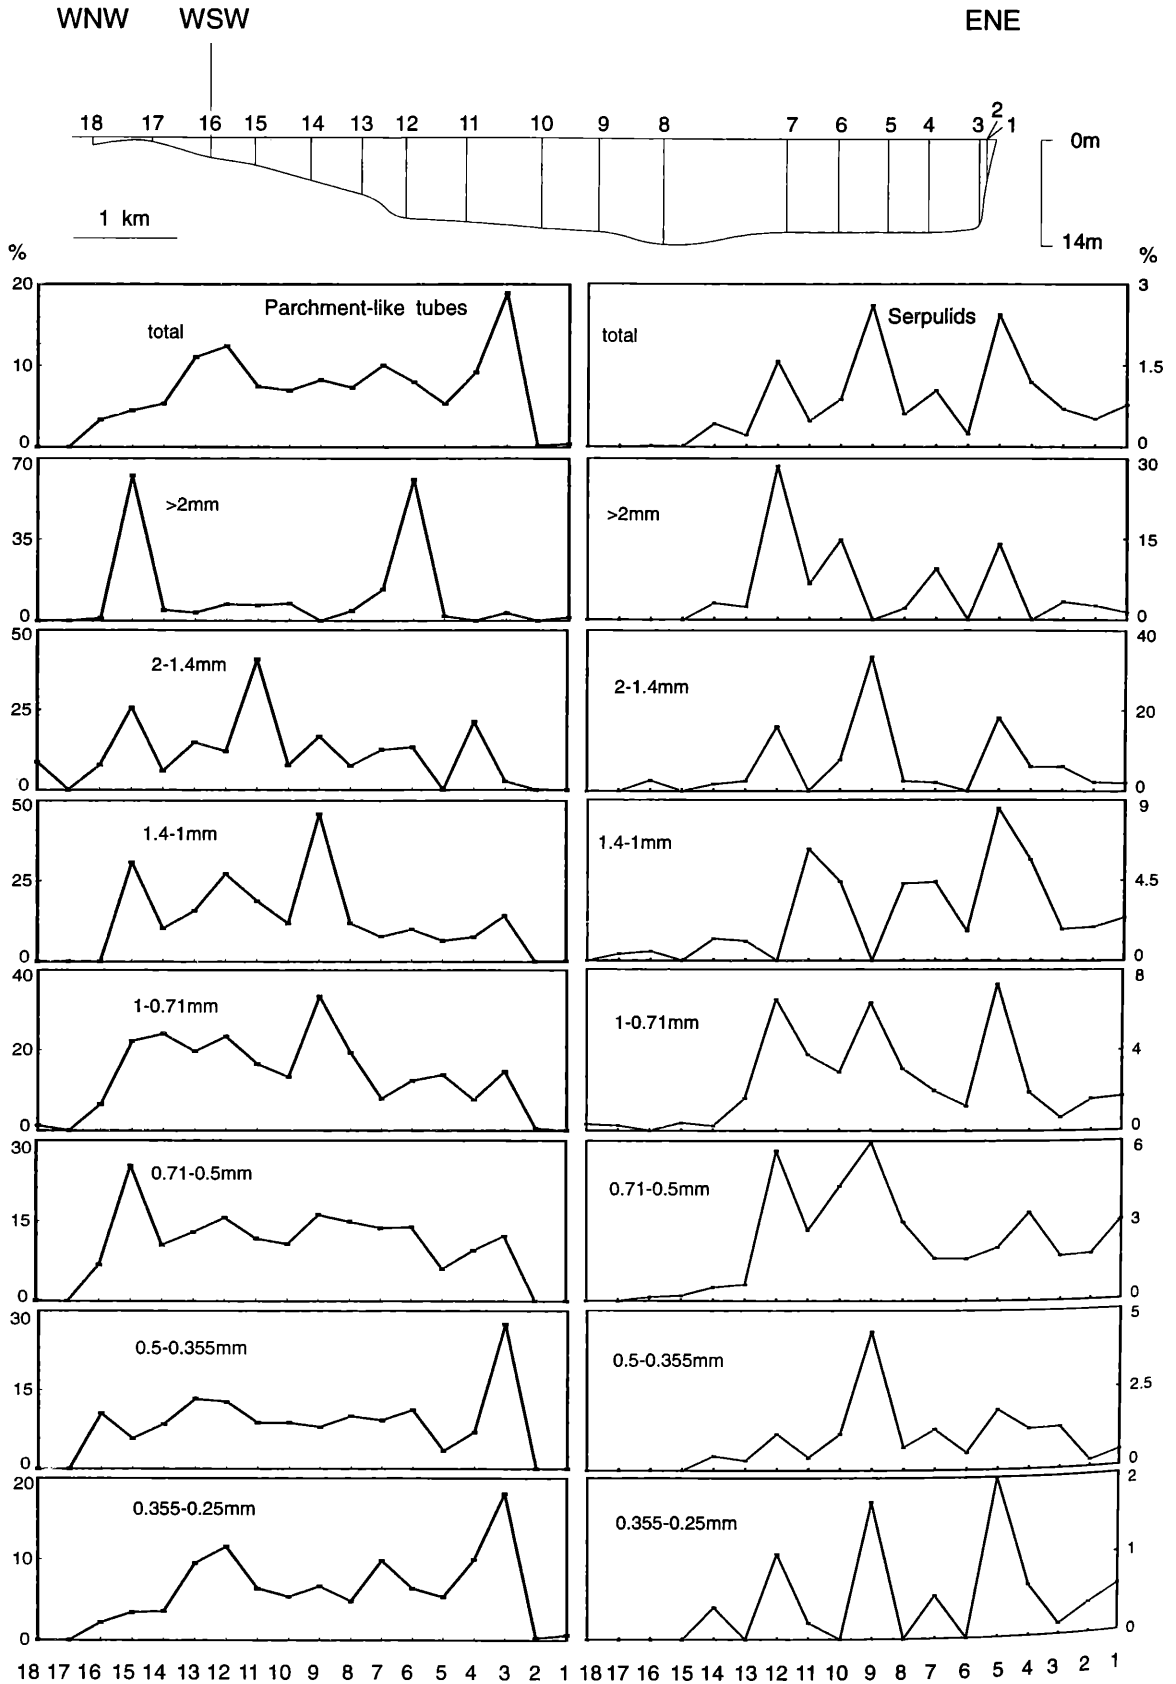 WNW WSW ENE
2
18 17 16 15 14 13 12 11 10 9 8 7 6 5 4 3 1
0m
1 km
14m
% %
20 Parchment-like tubes
total
10
0
3
Serpulids
total
1.5
0
70
>2mm
35
0
30
>2mm
15
0
50
2-1.4mm
25
0
40
2-1.4mm
20
0
50
1.4-1mm
25
0
9
1.4-1mm
4.5
0
40
1-0.71mm
20
0
8
1-0.71mm
4
0
30
0.71-0.5mm
15
0
6
0.71-0.5mm
3
0
30
0.5-0.355mm
15
0
5
0.5-0.355mm
2.5
0
20
0.355-0.25mm
10
0
2
0.355-0.25mm
1
0
18 17 16 15 14 13 12 11 10 9 8 7 6 5 4 3 2 1
18 17 16 15 14 13 12 11 10 9 8 7 6 5 4 3 2 1